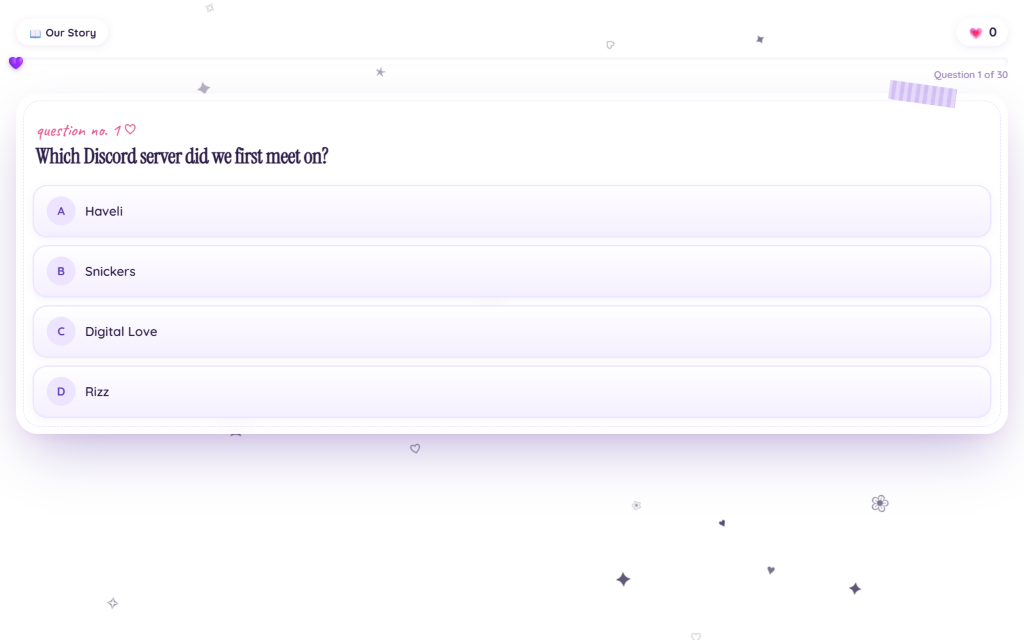 Our Story
0
Question 1 of 30
question no. 1
Which Discord server did we first meet on?
A Haveli
B Snickers
C Digital Love
D Rizz